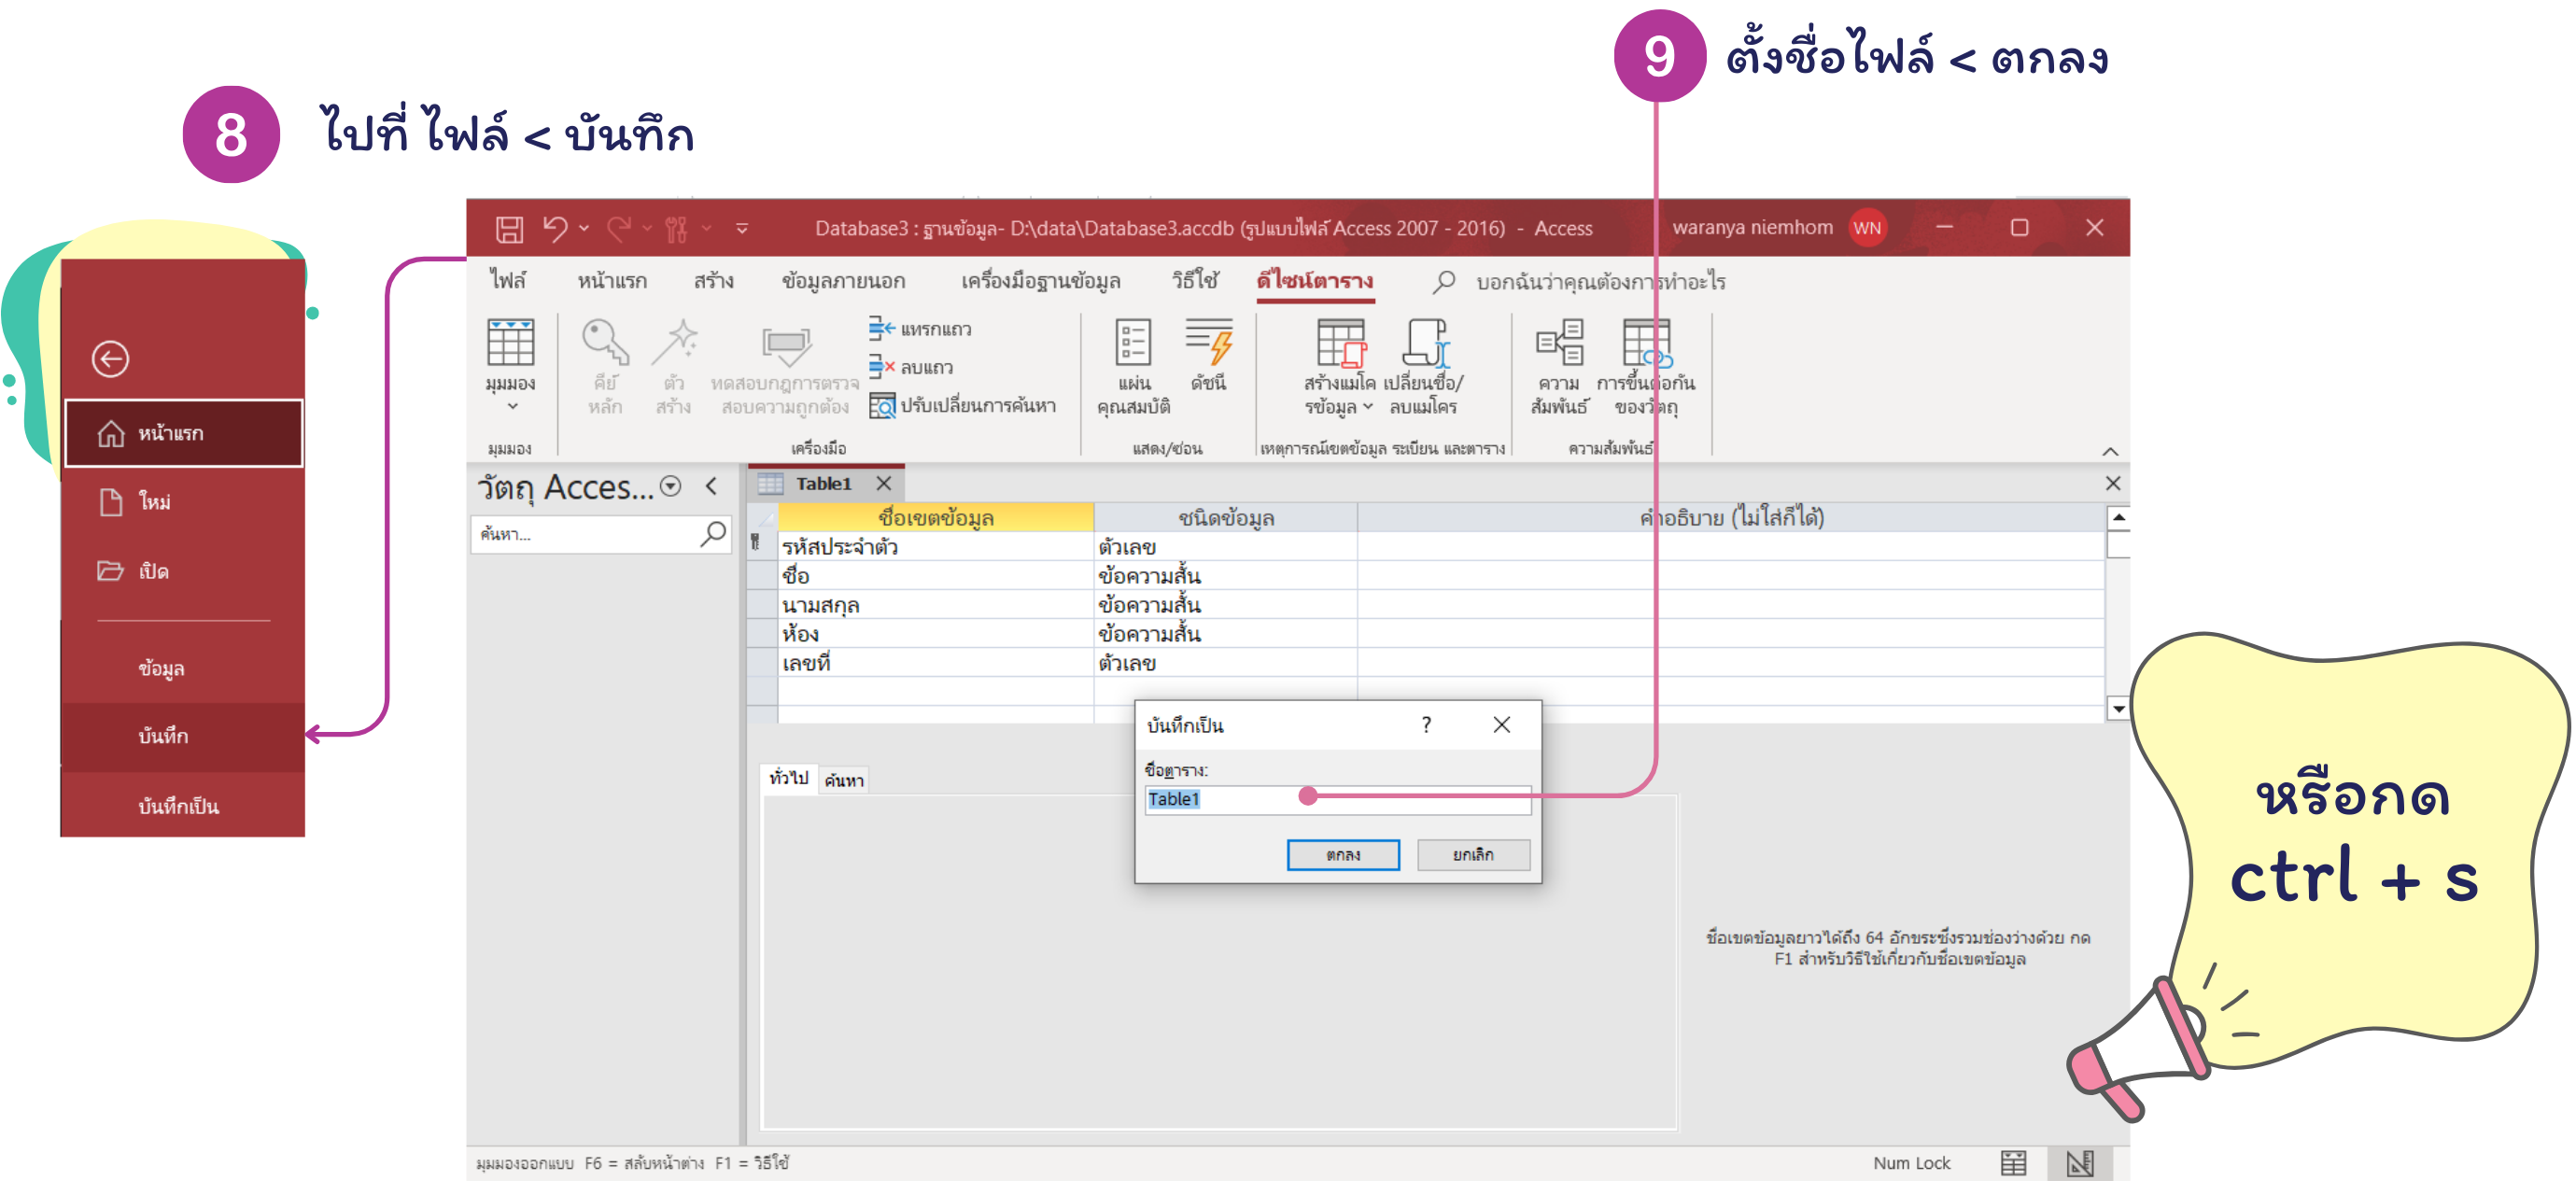 8 ไปที่ ไฟล์ < บันทึก
9 ตั้งชื่อไฟล์ < ตกลง
หน้าแรก
ใหม่
เปิด
ข้อมูล
บันทึก
บันทึกเป็น
Database3 : ฐานข้อมูล- D:\data\Database3.accdb (รูปแบบไฟล์ Access 2007 - 2016) - Access
waranya niemhom WN
ไฟล์ หน้าแรก สร้าง ข้อมูลภายนอก เครื่องมือฐานข้อมูล วิธีใช้ ดีไซน์ตาราง บอกฉันว่าคุณต้องการทำอะไร
มุมมอง
คีย์
หลัก
ตัว
สร้าง
ทดสอบกฎการตรวจ
สอบความถูกต้อง
แทรกแถว
ลบแถว
ปรับเปลี่ยนการค้นหา
แผ่น
คุณสมบัติ
ดัชนี
สร้างแมโค
รข้อมูล
เปลี่ยนชื่อ/
ลบแมโคร
ความ
สัมพันธ์
การขึ้นต่อกัน
ของวัตถุ
มุมมอง เครื่องมือ แสดง/ซ่อน เหตุการณ์เขตข้อมูล ระเบียน และตาราง ความสัมพันธ์
วัตถุ Acces...
ค้นหา...
Table1
ชื่อเขตข้อมูล ชนิดข้อมูล คำอธิบาย (ไม่ใส่ก็ได้)
รหัสประจำตัว ตัวเลข
ชื่อ ข้อความสั้น
นามสกุล ข้อความสั้น
ห้อง ข้อความสั้น
เลขที่ ตัวเลข
บันทึกเป็น ?
ชื่อตาราง:
Table1
ตกลง ยกเลิก
ทั่วไป ค้นหา
ชื่อเขตข้อมูลยาวได้ถึง 64 อักขระซึ่งรวมช่องว่างด้วย กด
F1 สำหรับวิธีใช้เกี่ยวกับชื่อเขตข้อมูล
มุมมองออกแบบ F6 = สลับหน้าต่าง F1 = วิธีใช้
Num Lock
หรือกด
ctrl + s